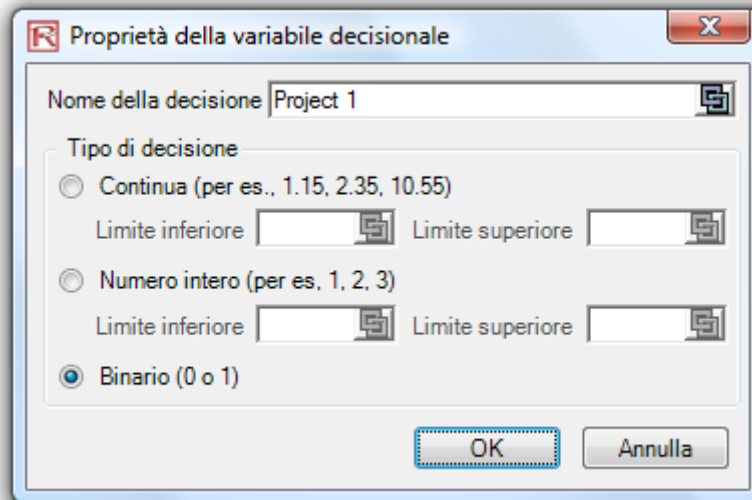 Proprietà della variabile decisionale
Nome della decisione Project 1
Tipo di decisione
Continua (per es., 1.15, 2.35, 10.55)
Limite inferiore Limite superiore
Numero intero (per es, 1, 2, 3)
Limite inferiore Limite superiore
Binario (0 o 1)
OK Annulla